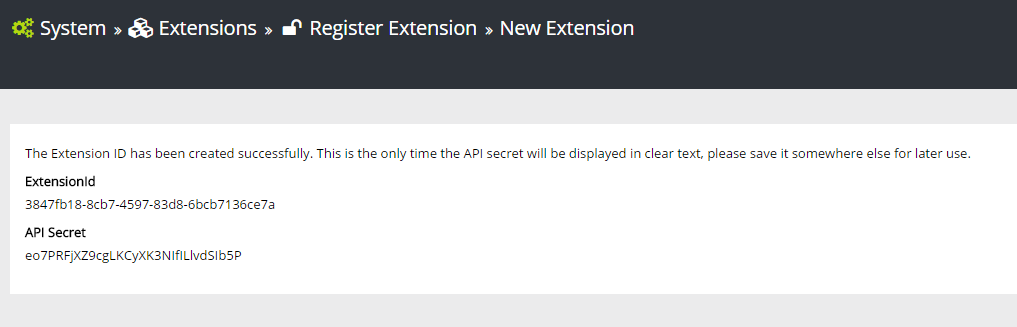 System » Extensions » Register Extension » New Extension
The Extension ID has been created successfully. This is the only time the API secret will be displayed in clear text, please save it somewhere else for later use.
ExtensionId
3847fb18-8cb7-4597-83d8-6bcb7136ce7a
API Secret
eo7PRFjXZ9cgLKCyXK3NIfILlvdSIb5P